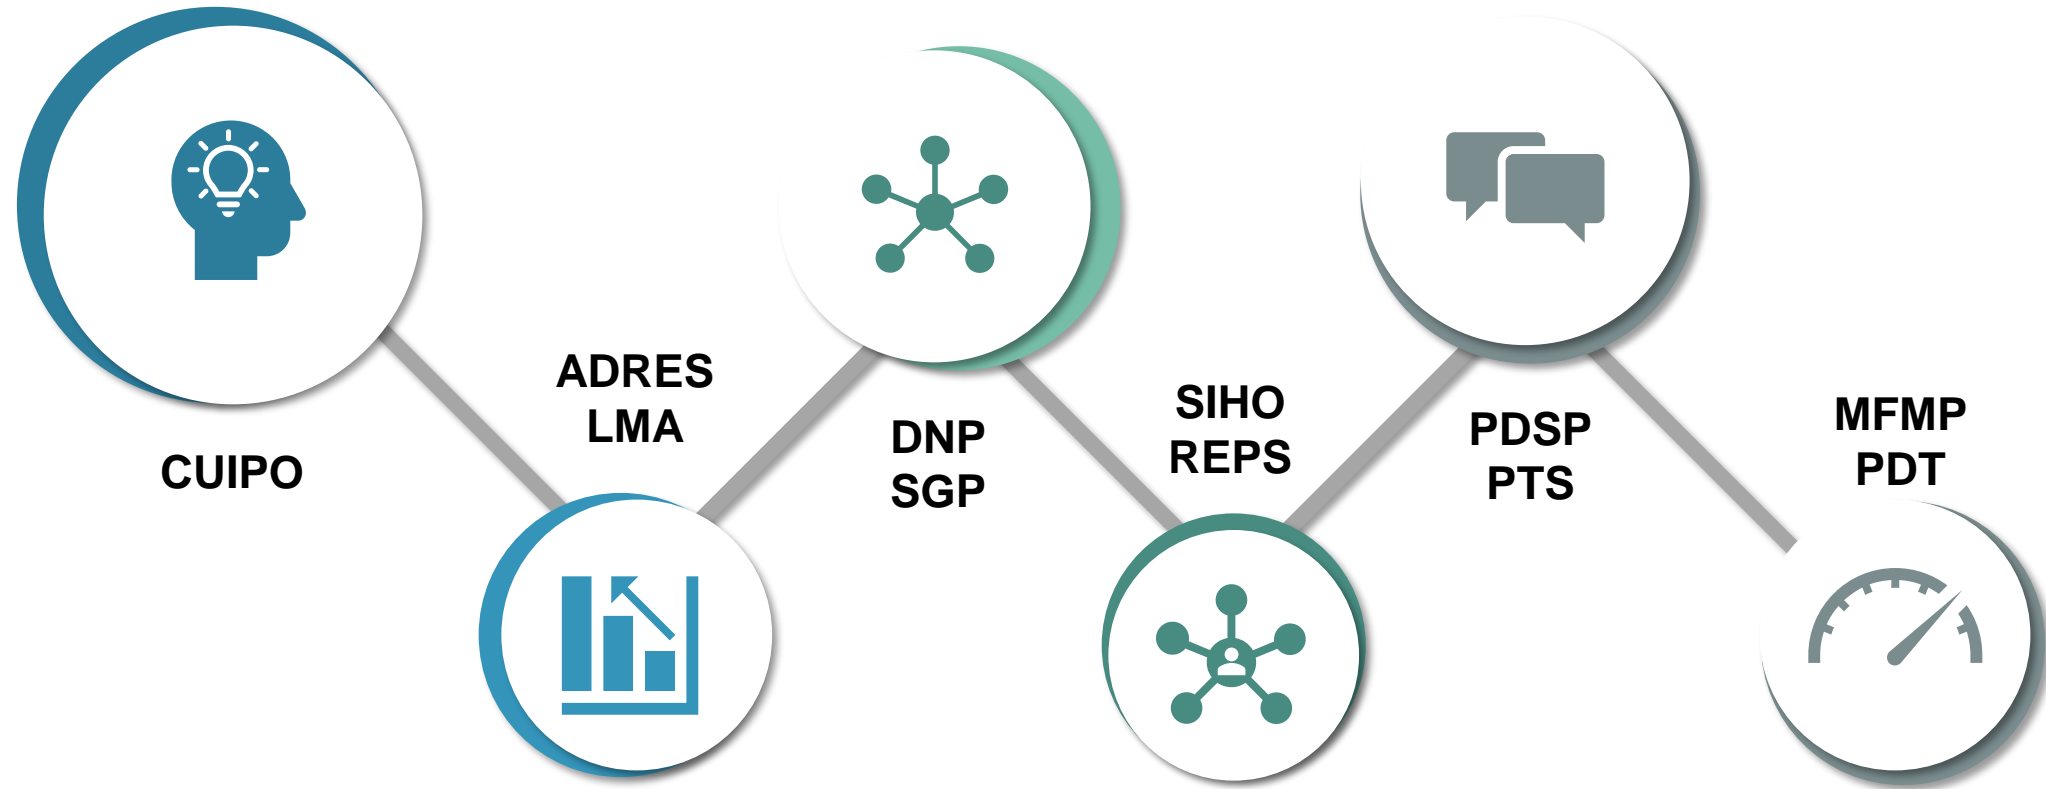 CUIPO
ADRES
LMA
DNP
SGP
SIHO
REPS
PDSP
PTS
MFMP
PDT